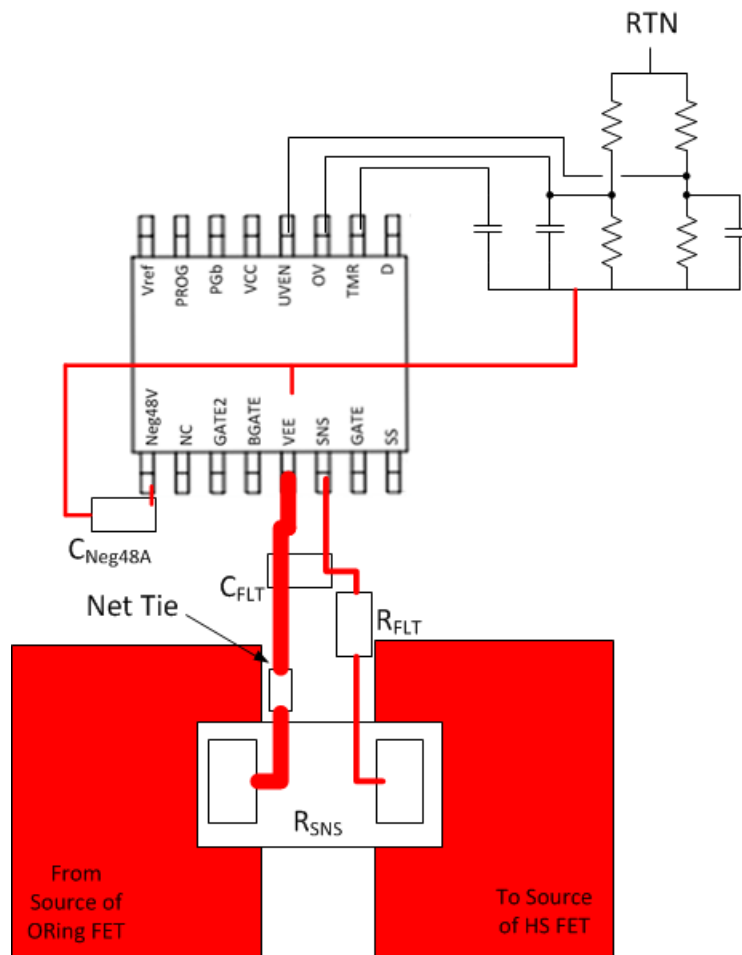 RTN
Vref
PROG
PGb
VCC
UVEN
OV
TMR
D
Neg48V
NC
GATE2
BGATE
VEE
SNS
GATE
SS
CNeg48A
CFLT
Net Tie
RFLT
RSNS
From
Source of
ORing FET
To Source
of HS FET